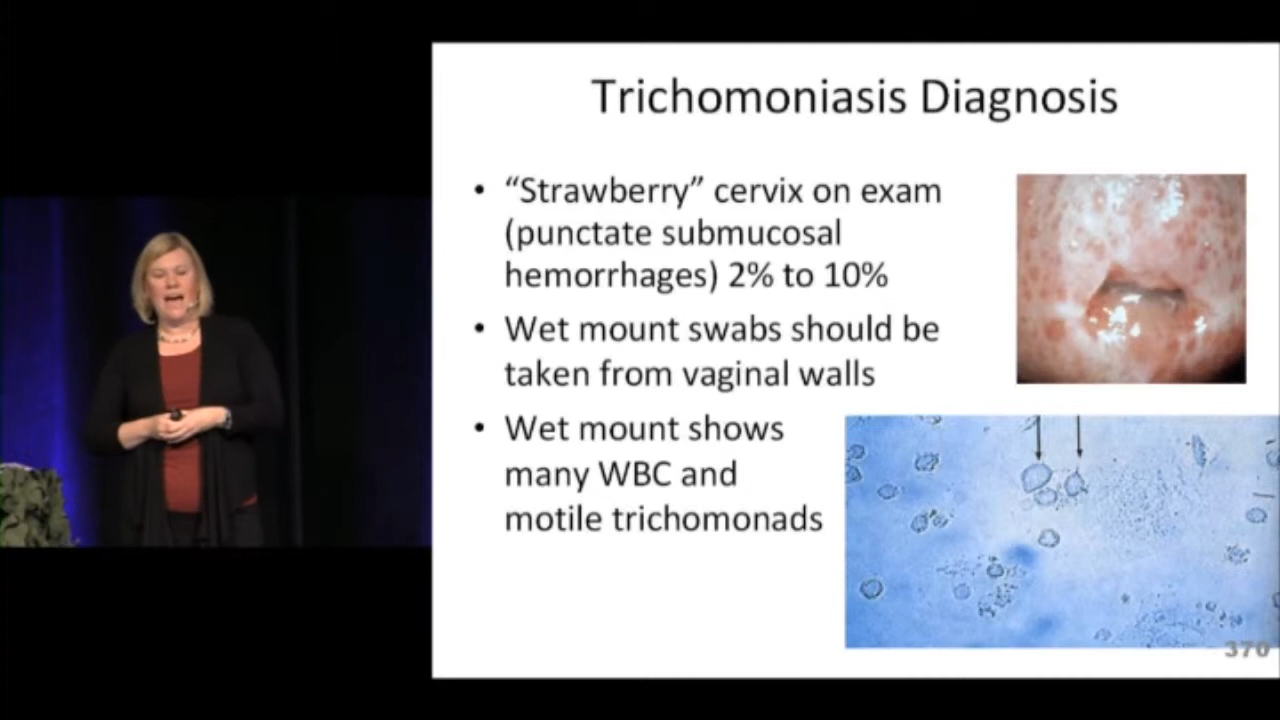 Trichomoniasis Diagnosis
• “Strawberry” cervix on exam
(punctate submucosal
hemorrhages) 2% to 10%
• Wet mount swabs should be
taken from vaginal walls
• Wet mount shows
many WBC and
motile trichomonads
370